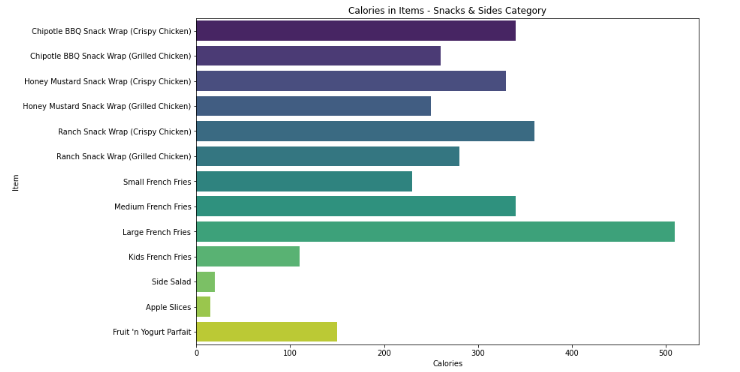 Calories in Items - Snacks & Sides Category
Chipotle BBQ Snack Wrap (Crispy Chicken)
Chipotle BBQ Snack Wrap (Grilled Chicken)
Honey Mustard Snack Wrap (Crispy Chicken)
Honey Mustard Snack Wrap (Grilled Chicken)
Ranch Snack Wrap (Crispy Chicken)
Ranch Snack Wrap (Grilled Chicken)
Item
Small French Fries
Medium French Fries
Large French Fries
Kids French Fries
Side Salad
Apple Slices
Fruit 'n Yogurt Parfait
0 100 200 300 400 500
Calories